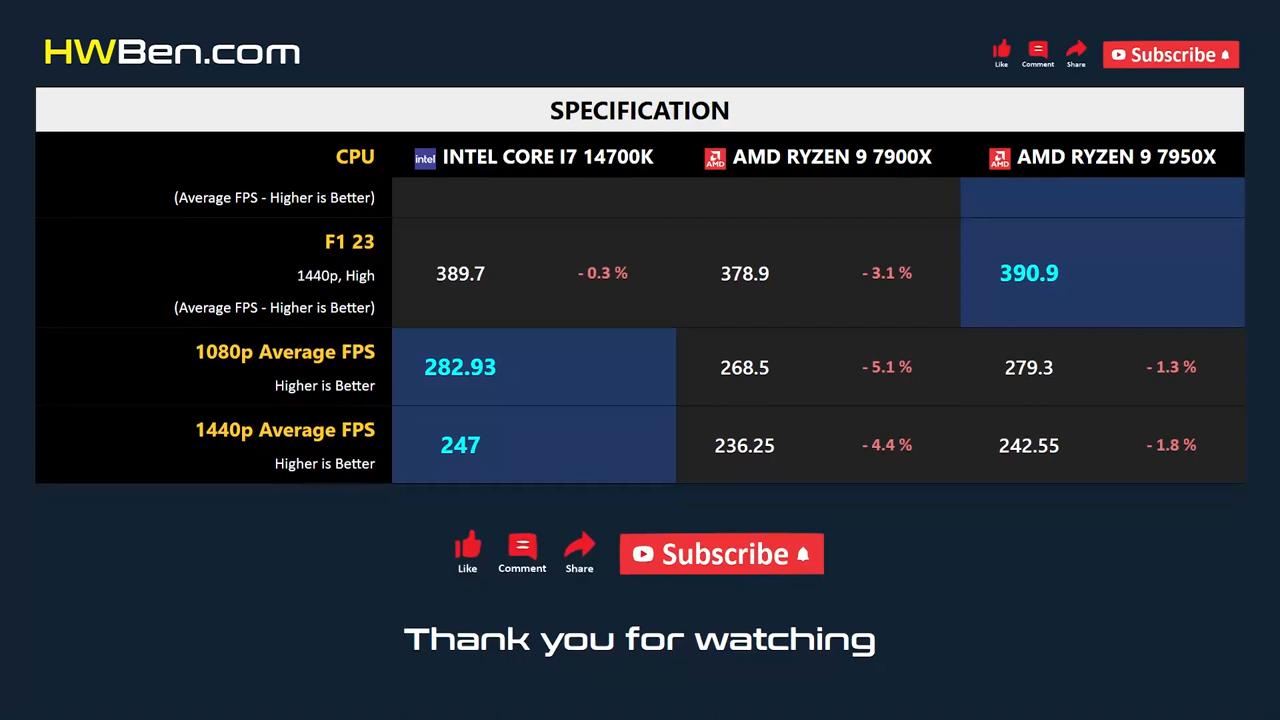 HWBen.com
Like Comment Share Subscribe
SPECIFICATION
CPU intel INTEL CORE I7 14700K AMD AMD RYZEN 9 7900X AMD AMD RYZEN 9 7950X
(Average FPS - Higher is Better)
F1 23
1440p, High
389.7 - 0.3 % 378.9 - 3.1 % 390.9
(Average FPS - Higher is Better)
1080p Average FPS
282.93 268.5 - 5.1 % 279.3 - 1.3 %
Higher is Better
1440p Average FPS
247 236.25 - 4.4 % 242.55 - 1.8 %
Higher is Better
Like Comment Share Subscribe
Thank you for watching